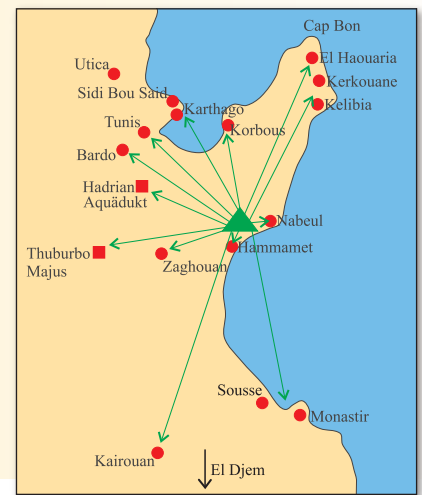 Cap Bon
El Haouaria
Utica
Kerkouane
Sidi Bou Said
Kelibia
Karthago
Tunis
Korbous
Bardo
Hadrian
Aquädukt
Nabeul
Hammamet
Thuburbo
Majus
Zaghouan
Sousse
Monastir
Kairouan
El Djem